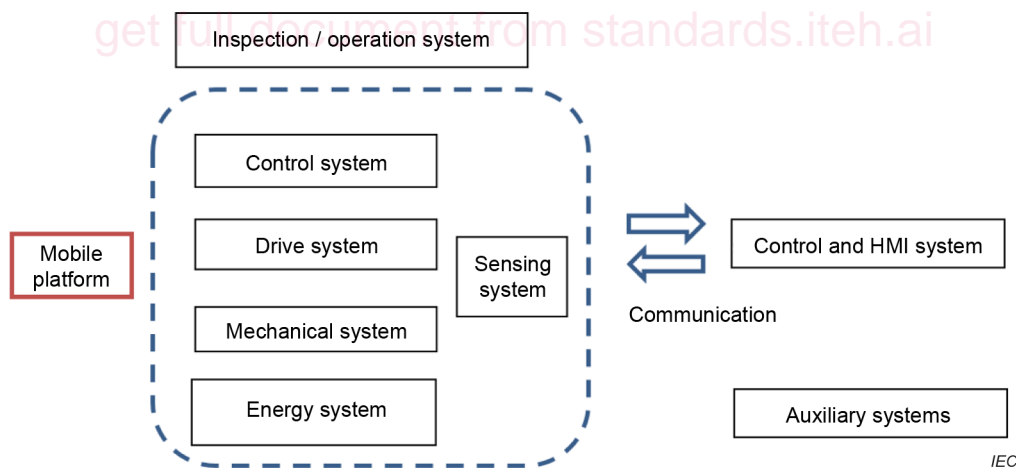 get full document from standards.iteh.ai
Inspection / operation system
Control system
Drive system
Mobile
platform
Sensing
system
Control and HMI system
Mechanical system
Communication
Energy system
Auxiliary systems
IEC